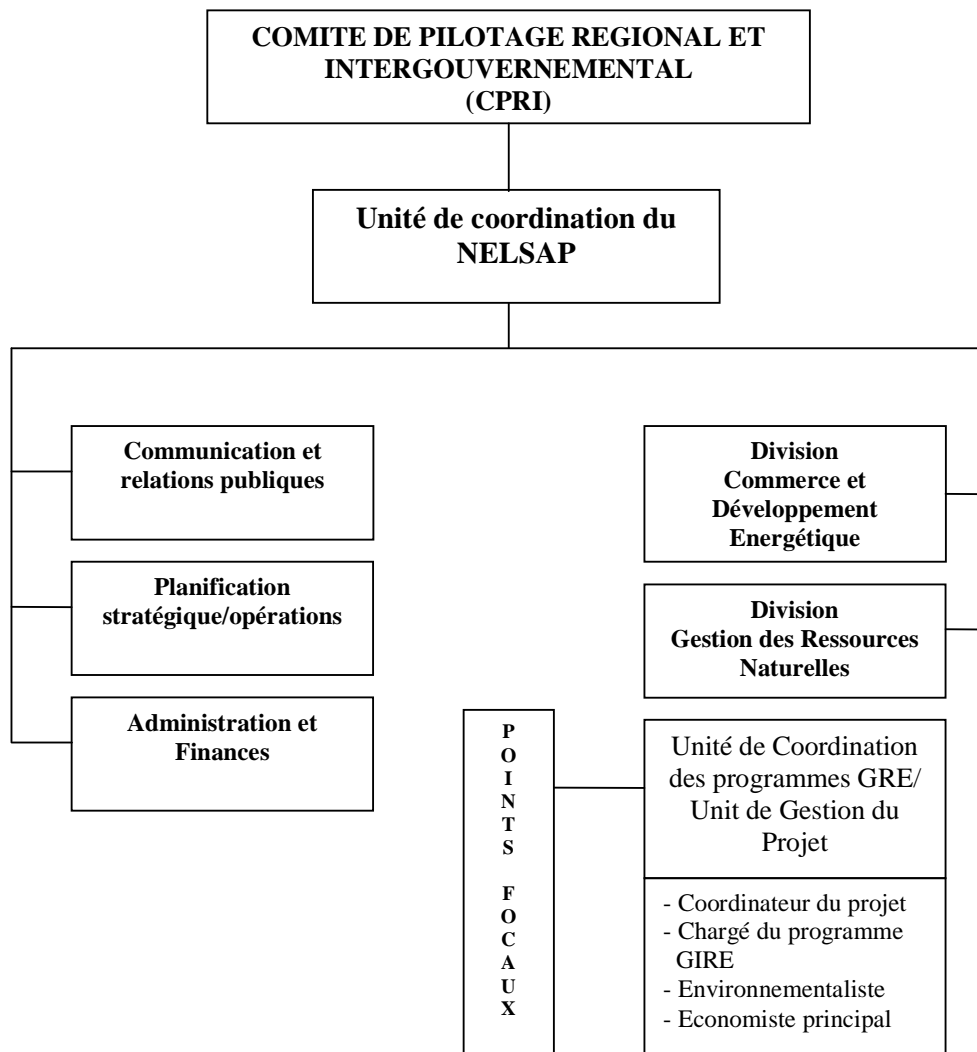 COMITE DE PILOTAGE REGIONAL ET
INTERGOUVERNEMENTAL
(CPRI)
Unité de coordination du
NELSAP
Communication et
relations publiques
Planification
stratégique/opérations
Administration et
Finances
Division
Commerce et
Développement
Energétique
Division
Gestion des Ressources
Naturelles
POINTS FOCAUX
Unité de Coordination
des programmes GRE/
Unit de Gestion du
Projet
- Coordinateur du projet
- Chargé du programme
GIRE
- Environnementaliste
- Economiste principal